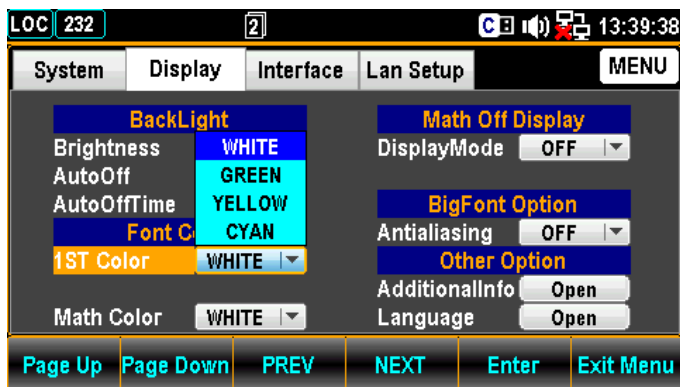 LOC 232 2 C 13:39:38
System Display Interface Lan Setup MENU
BackLight
Brightness
AutoOff
AutoOffTime
WHITE
GREEN
YELLOW
CYAN
Font C
1ST Color WHITE
Math Color WHITE
Math Off Display
DisplayMode OFF
BigFont Option
Antialiasing OFF
Other Option
AdditionalInfo Open
Language Open
Page Up Page Down PREV NEXT Enter Exit Menu